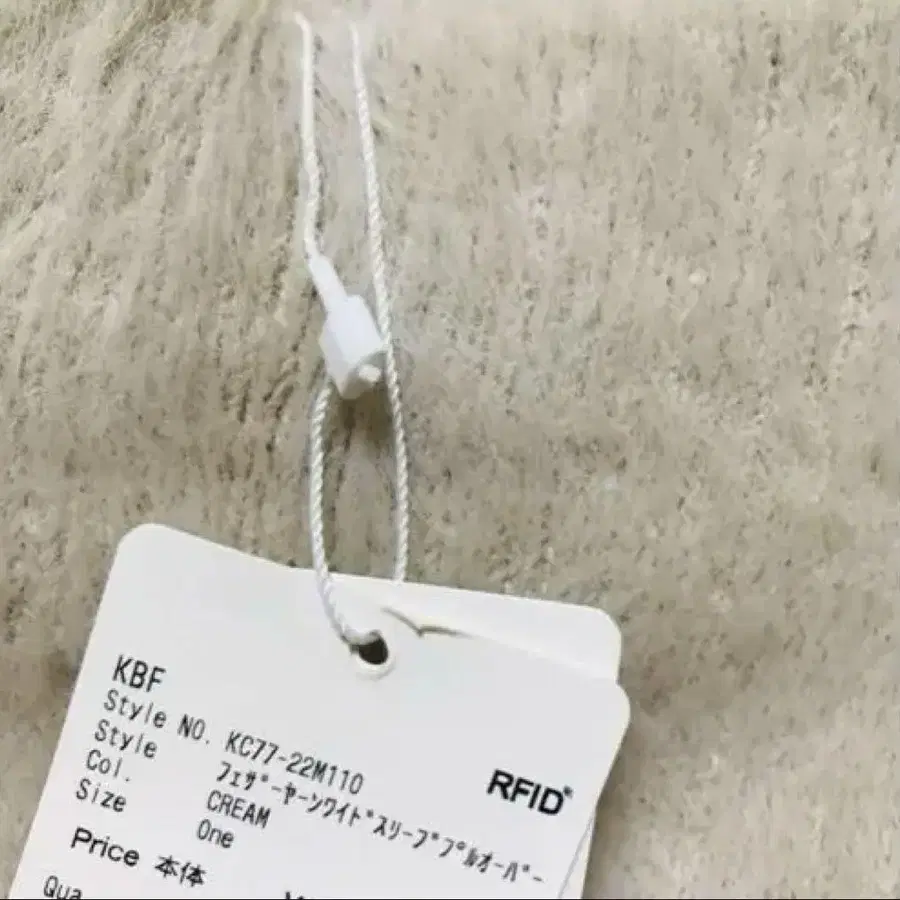 KBF
Style NO. KC77-22M110
Style ﾌｪｻﾞｰﾔｰﾝﾜｲﾄﾞｽﾘｰﾌﾞﾌﾟﾙｵｰﾊﾞｰ
Col. CREAM
Size One
RFID
Price 本体
Qua